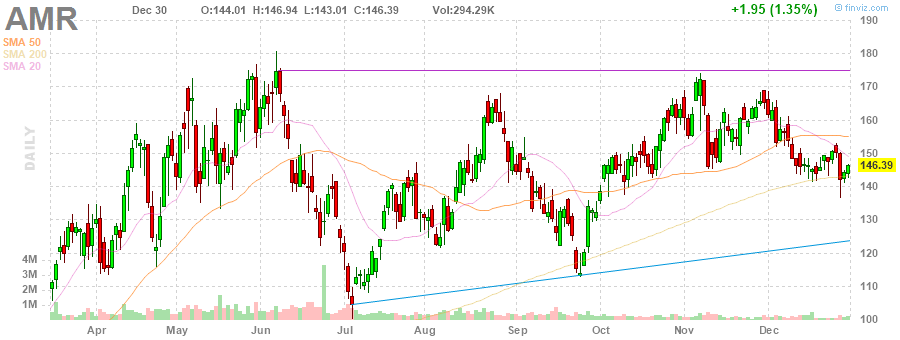 AMR Dec 30 O:144.01 H:146.94 L:143.01 C:146.39 Vol:294.29K +1.95 (1.35%) © finviz.com
SMA 50
SMA 200
SMA 20
DAILY
190
180
170
160
150
146.39
140
130
120
110
100
4M
3M
2M
1M
Apr May Jun Jul Aug Sep Oct Nov Dec